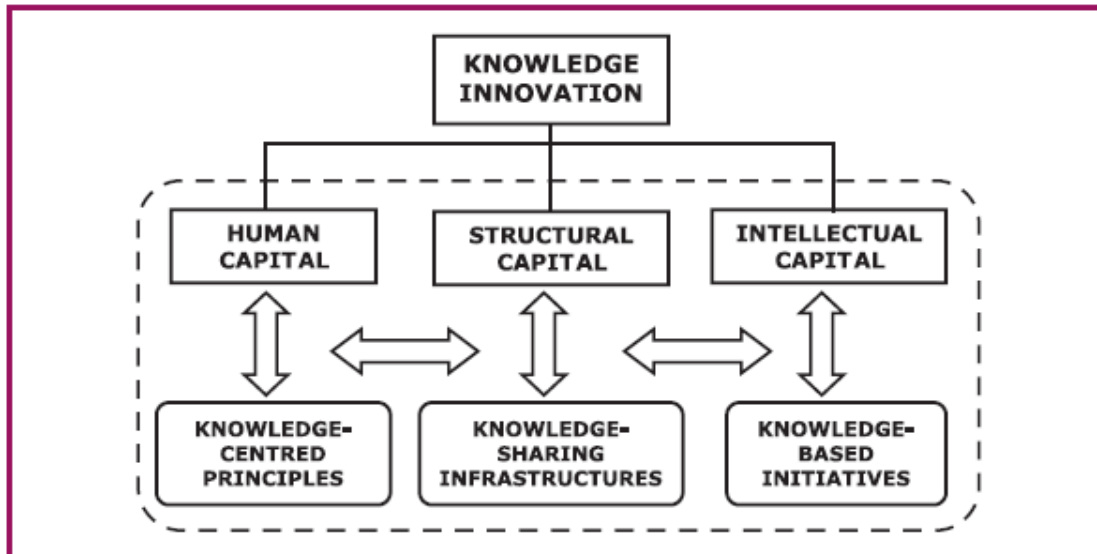 KNOWLEDGE
INNOVATION
HUMAN
CAPITAL
STRUCTURAL
CAPITAL
INTELLECTUAL
CAPITAL
KNOWLEDGE-
CENTRED
PRINCIPLES
KNOWLEDGE-
SHARING
INFRASTRUCTURES
KNOWLEDGE-
BASED
INITIATIVES